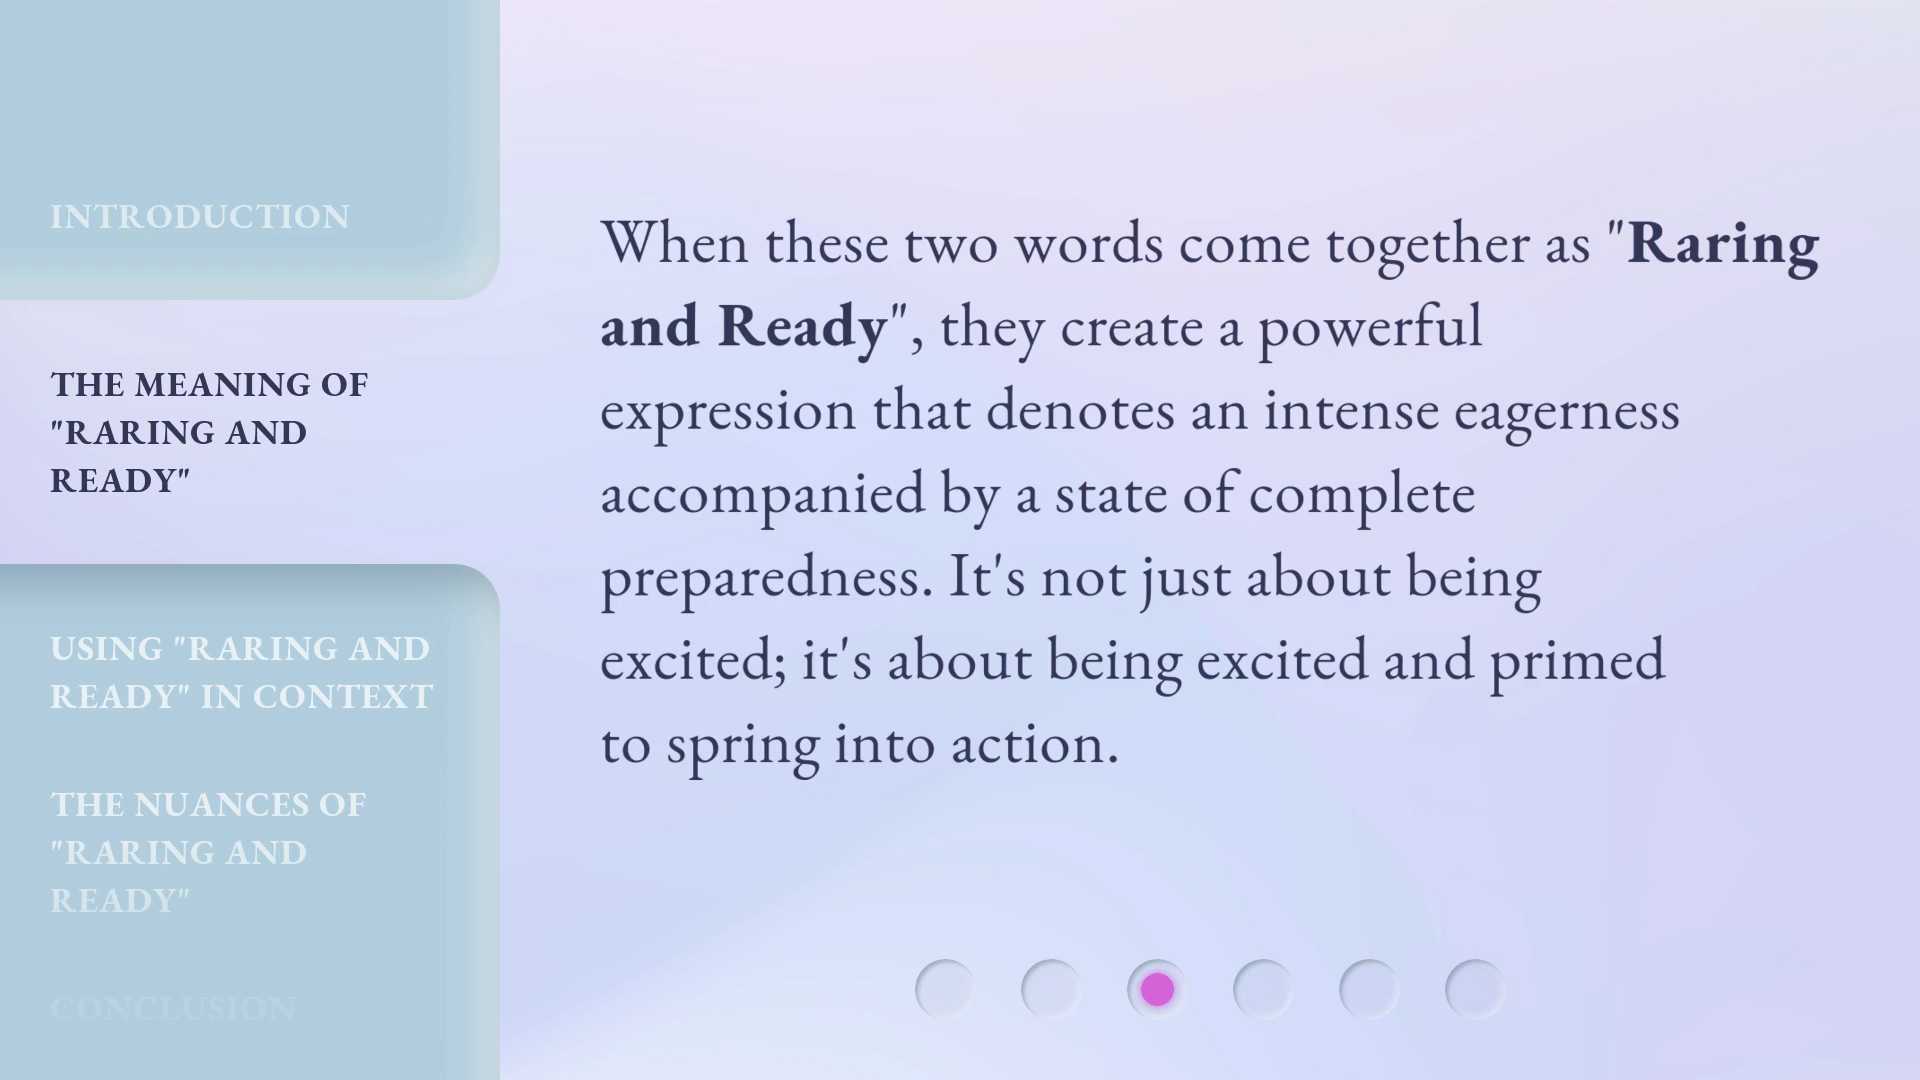 INTRODUCTION
THE MEANING OF
"RARING AND
READY"
USING "RARING AND
READY" IN CONTEXT
THE NUANCES OF
"RARING AND
READY"
CONCLUSION
When these two words come together as "Raring
and Ready", they create a powerful
expression that denotes an intense eagerness
accompanied by a state of complete
preparedness. It's not just about being
excited; it's about being excited and primed
to spring into action.